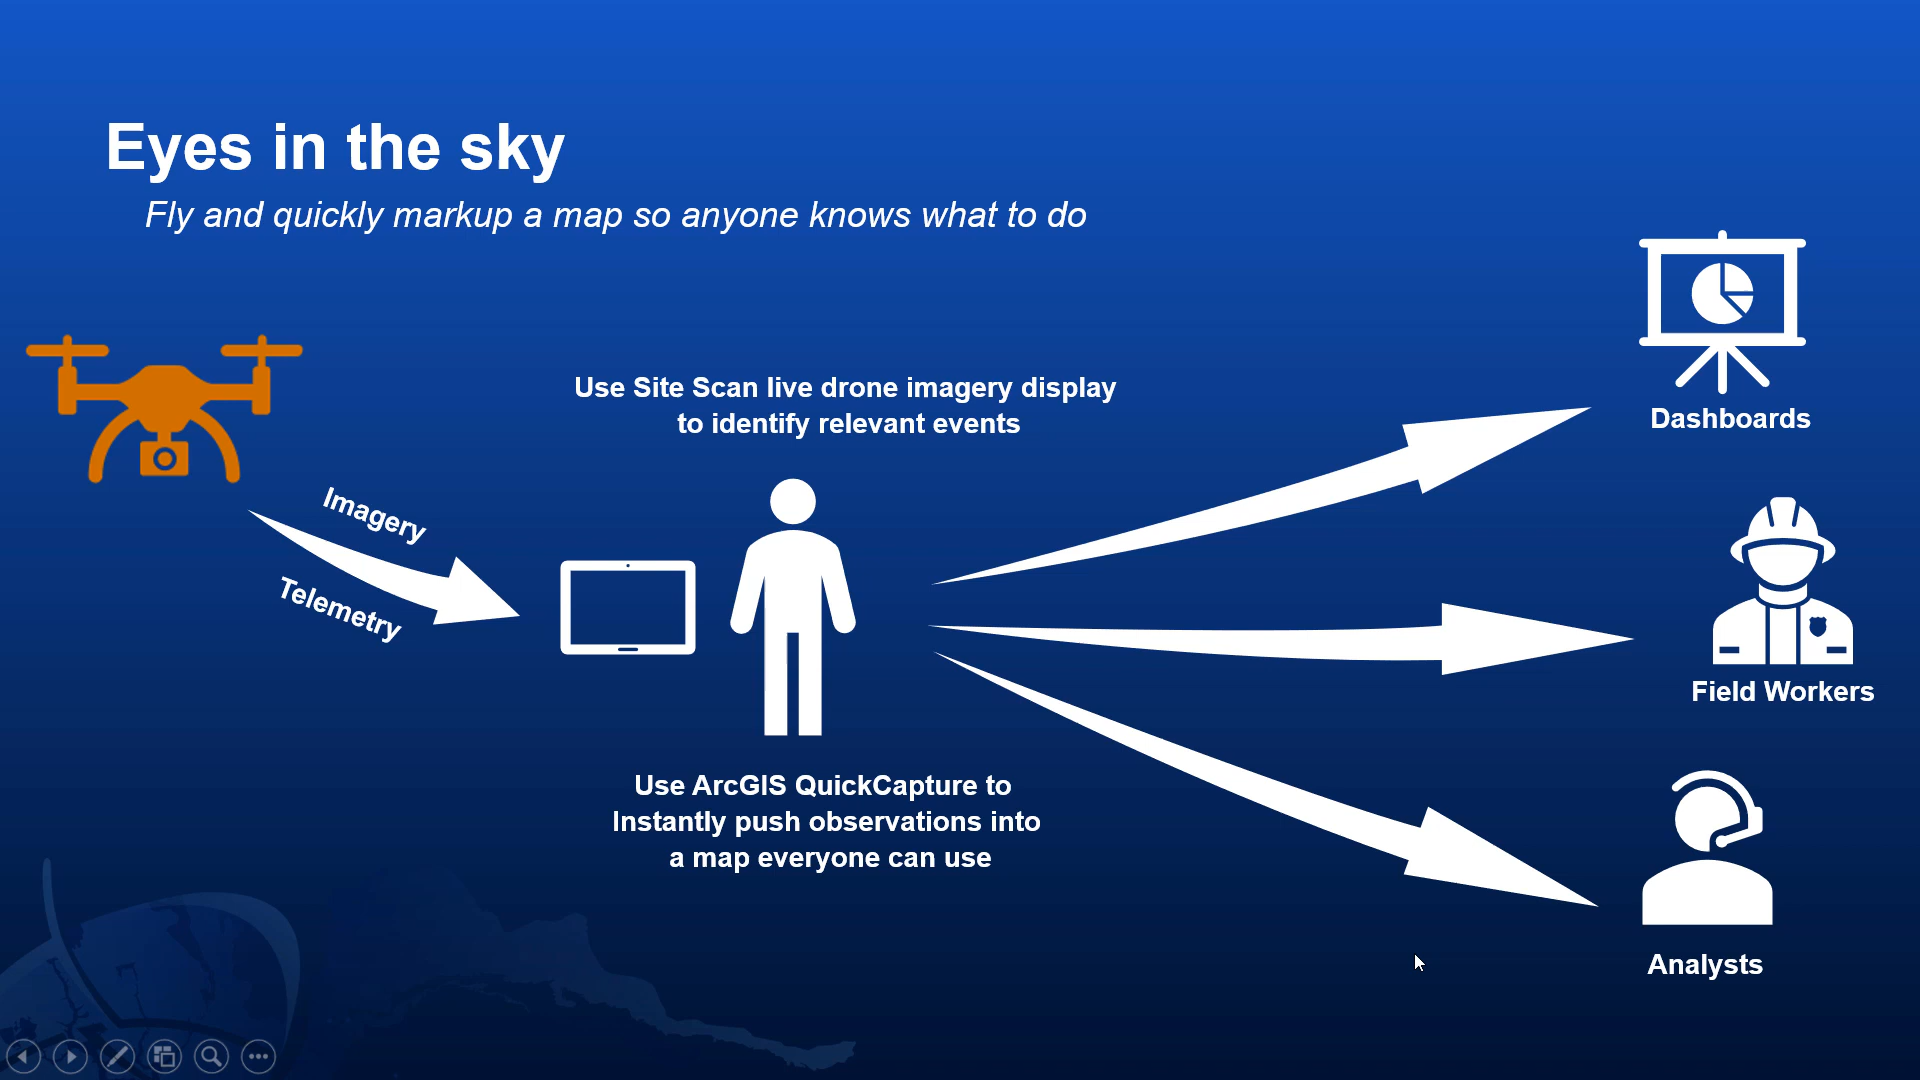 Eyes in the sky
Fly and quickly markup a map so anyone knows what to do
Imagery
Telemetry
Use Site Scan live drone imagery display
to identify relevant events
Use ArcGIS QuickCapture to
Instantly push observations into
a map everyone can use
Dashboards
Field Workers
Analysts